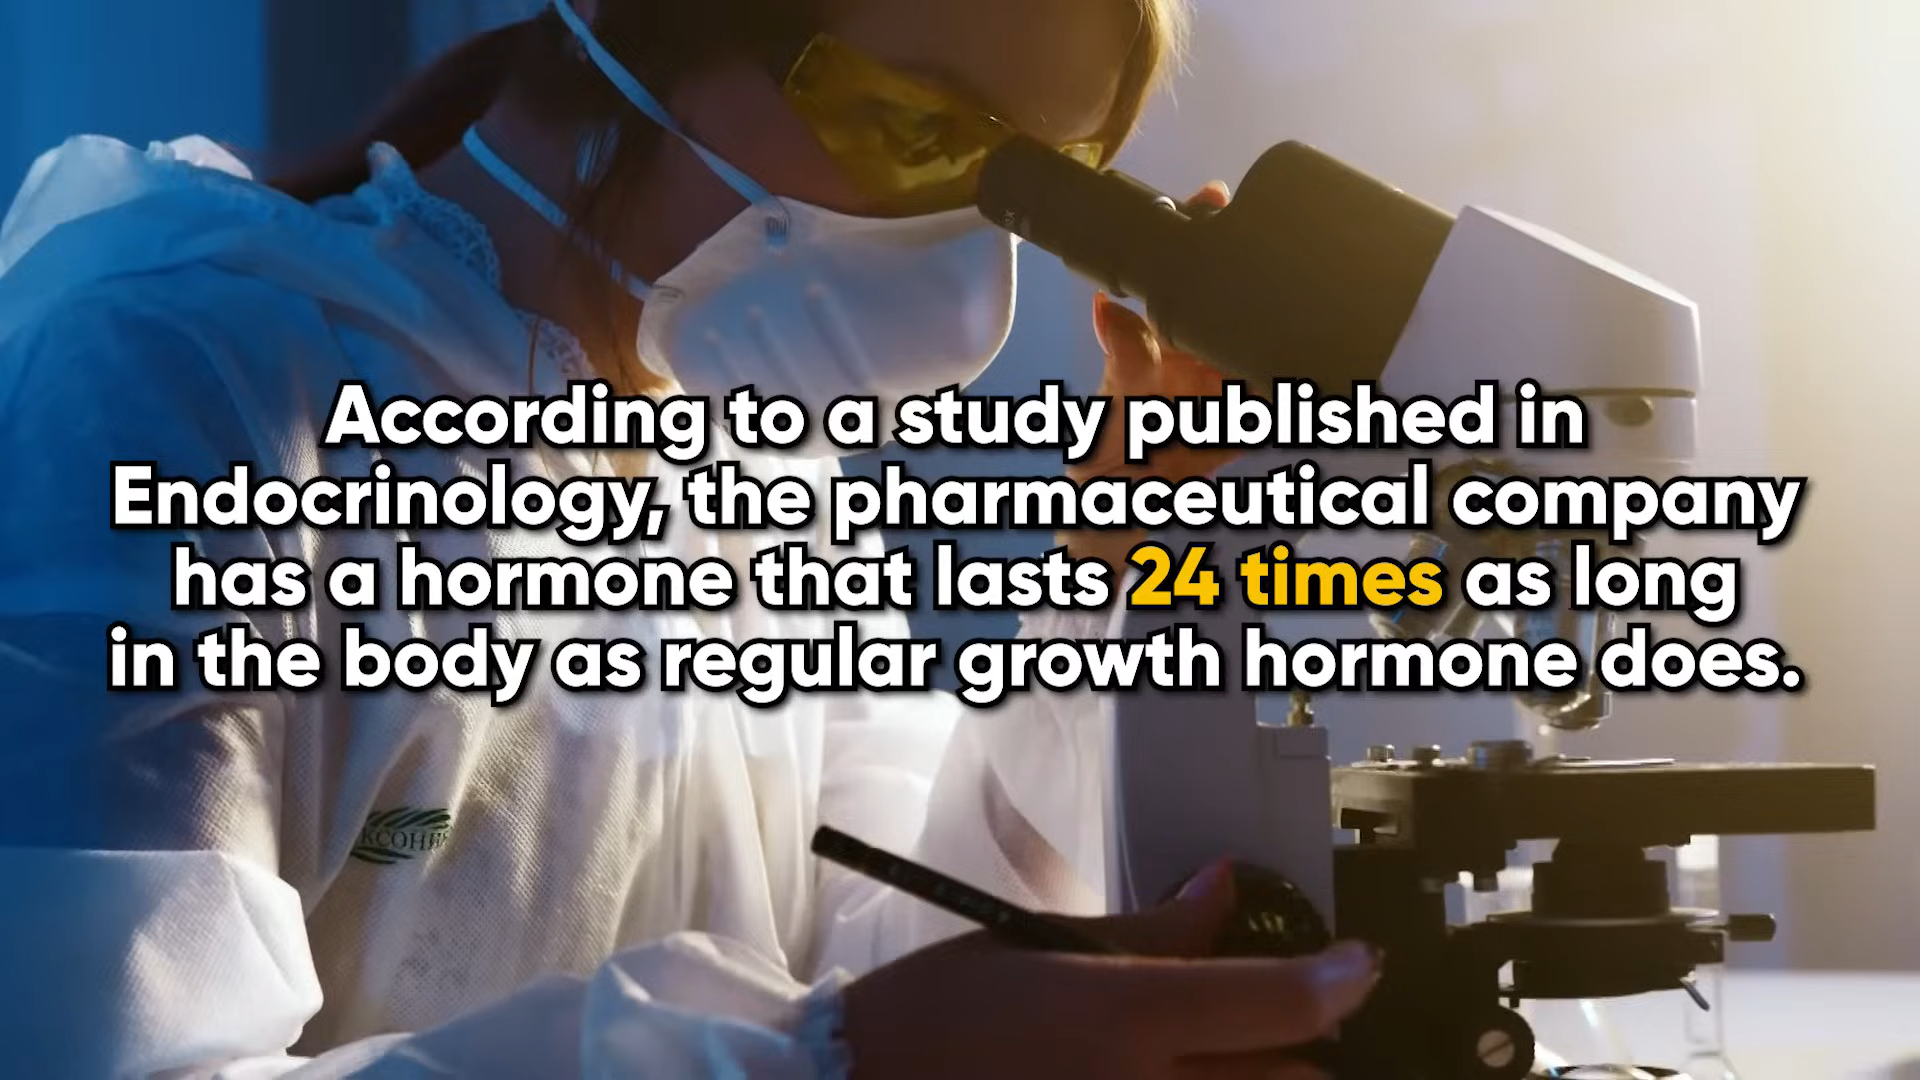 According to a study published in
Endocrinology, the pharmaceutical company
has a hormone that lasts 24 times as long
in the body as regular growth hormone does.